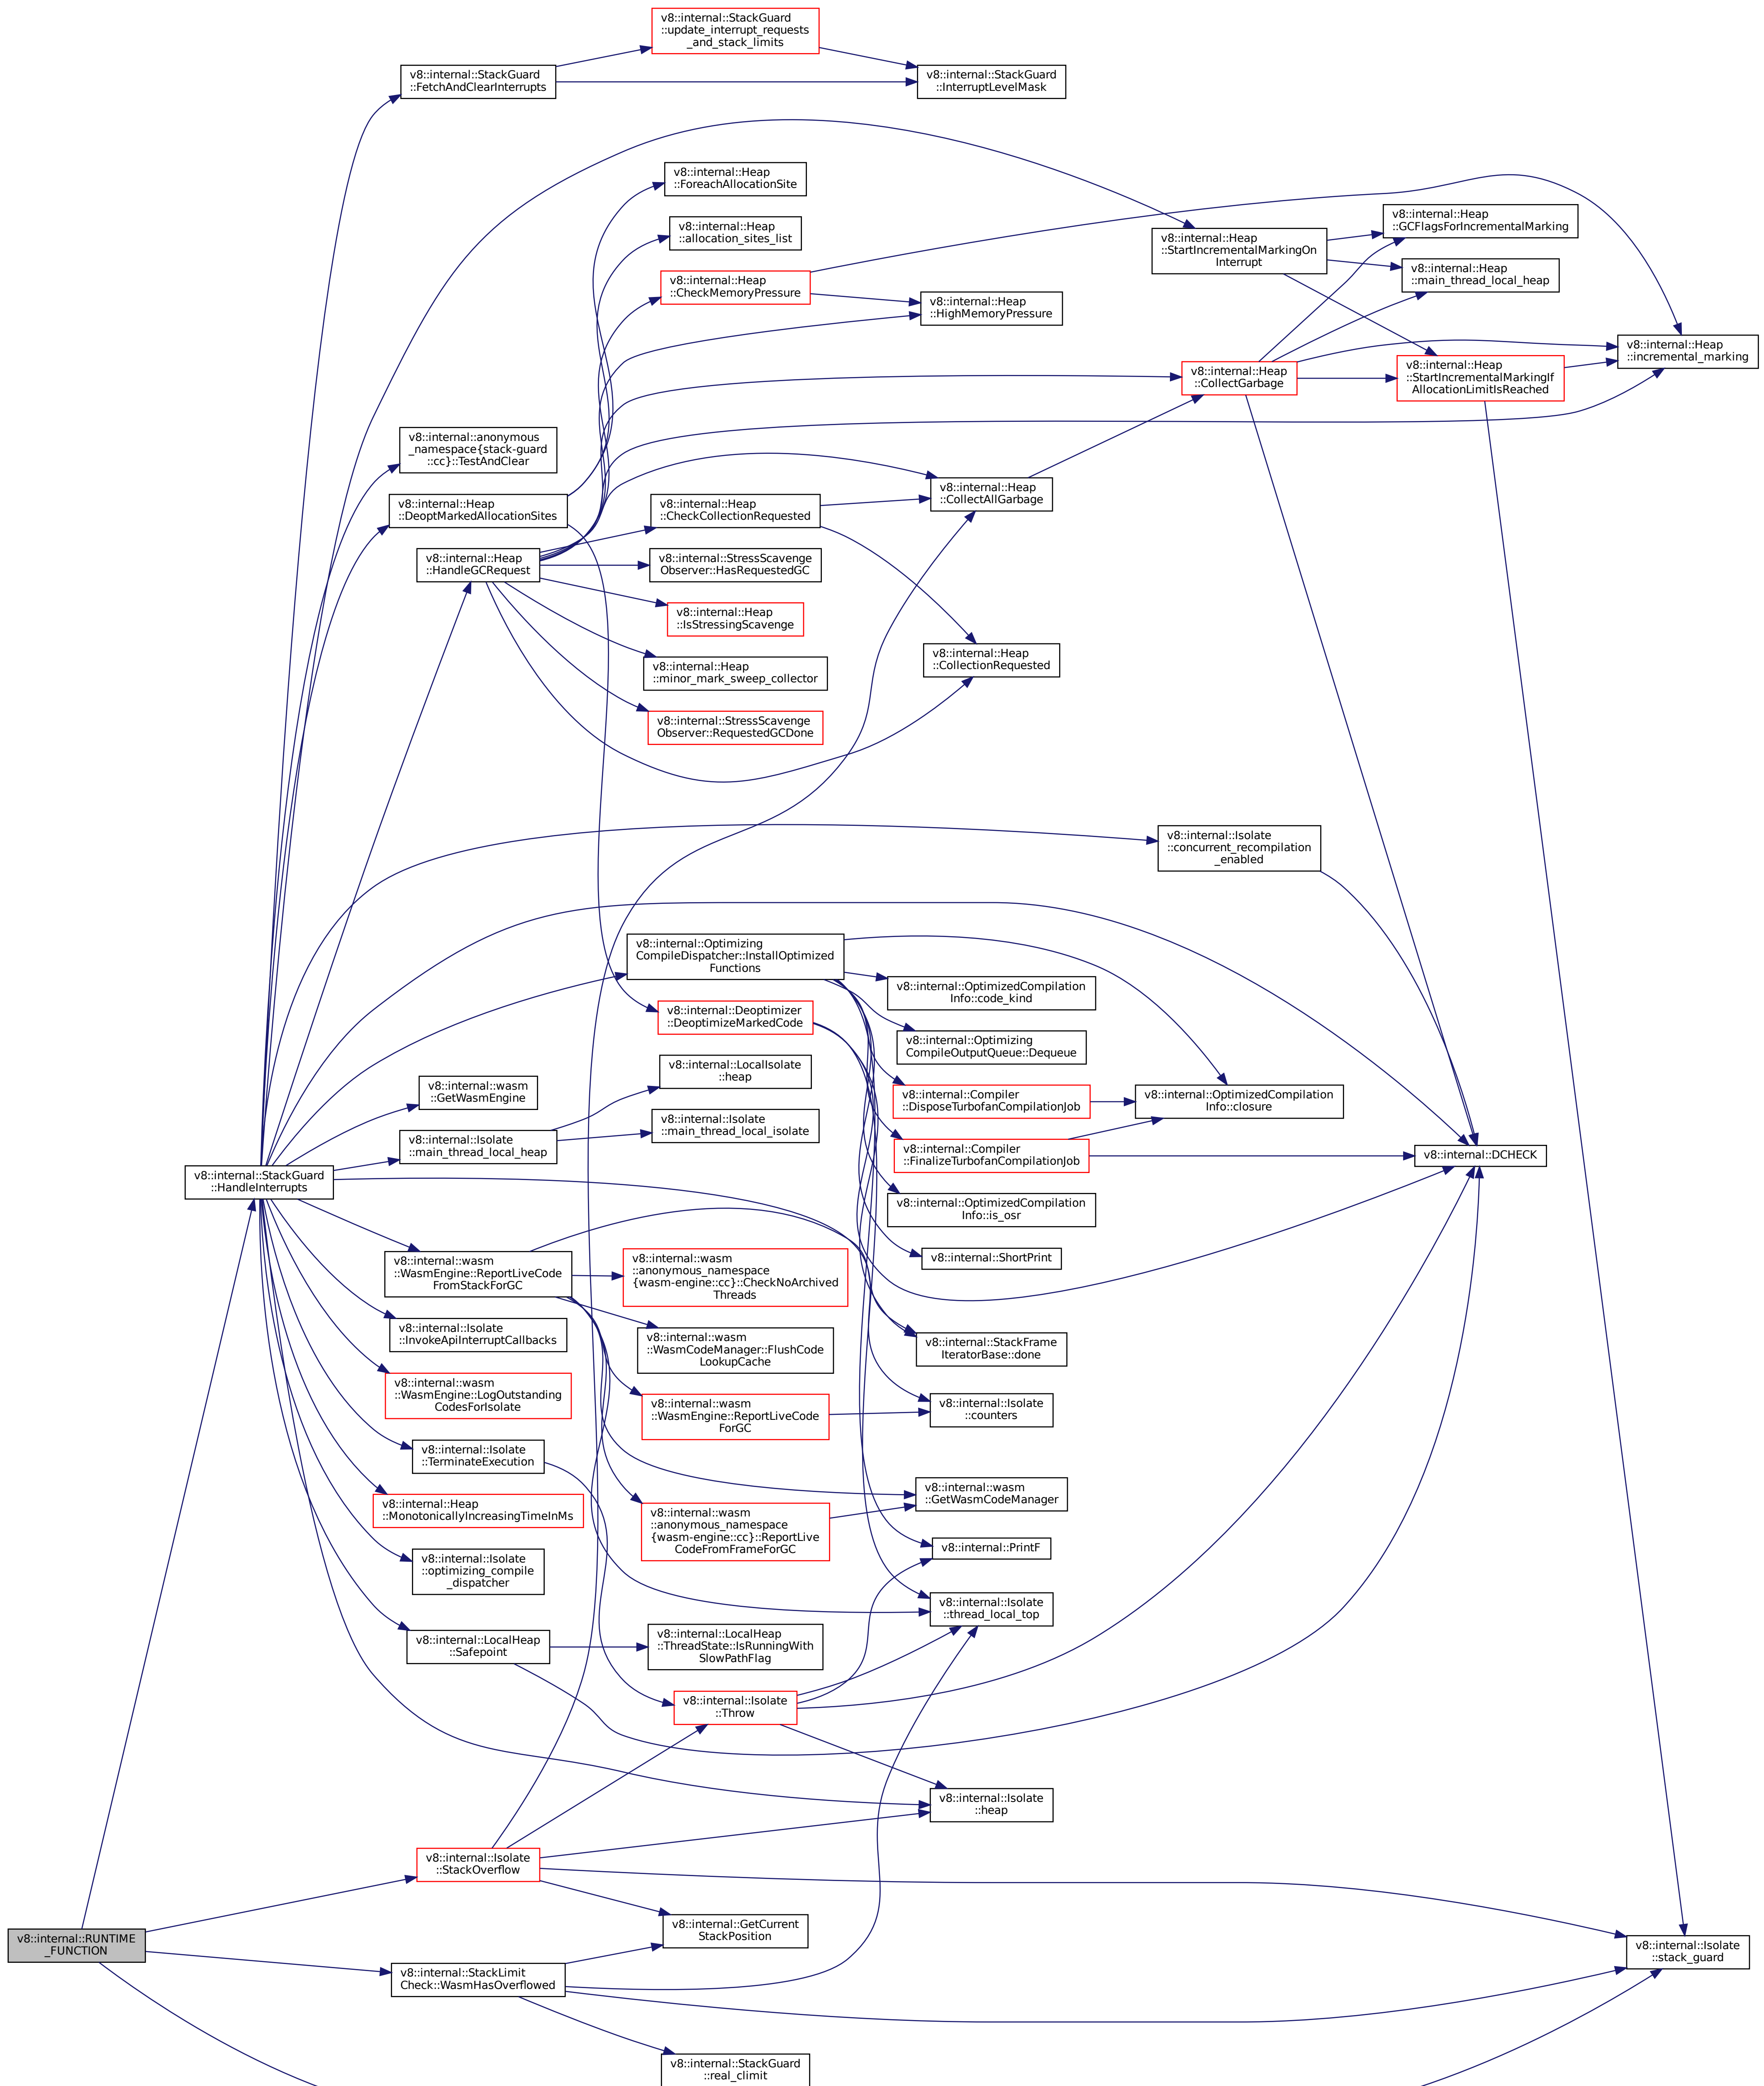 v8::internal::StackGuard
::update_interrupt_requests
_and_stack_limits
v8::internal::StackGuard
::FetchAndClearInterrupts
v8::internal::StackGuard
::InterruptLevelMask
v8::internal::Heap
::ForeachAllocationSite
v8::internal::Heap
::allocation_sites_list
v8::internal::Heap
::GCFlagsForIncrementalMarking
v8::internal::Heap
::StartIncrementalMarkingOn
Interrupt
v8::internal::Heap
::main_thread_local_heap
v8::internal::Heap
::CheckMemoryPressure
v8::internal::Heap
::HighMemoryPressure
v8::internal::Heap
::incremental_marking
v8::internal::Heap
::CollectGarbage
v8::internal::Heap
::StartIncrementalMarkingIf
AllocationLimitIsReached
v8::internal::anonymous
_namespace{stack-guard
::cc}::TestAndClear
v8::internal::Heap
::DeoptMarkedAllocationSites
v8::internal::Heap
::CheckCollectionRequested
v8::internal::Heap
::CollectAllGarbage
v8::internal::Heap
::HandleGCRequest
v8::internal::StressScavenge
Observer::HasRequestedGC
v8::internal::Heap
::IsStressingScavenge
v8::internal::Heap
::minor_mark_sweep_collector
v8::internal::Heap
::CollectionRequested
v8::internal::StressScavenge
Observer::RequestedGCDone
v8::internal::Isolate
::concurrent_recompilation
_enabled
v8::internal::Optimizing
CompileDispatcher::InstallOptimized
Functions
v8::internal::OptimizedCompilation
Info::code_kind
v8::internal::Deoptimizer
::DeoptimizeMarkedCode
v8::internal::Optimizing
CompileOutputQueue::Dequeue
v8::internal::LocalIsolate
::heap
v8::internal::wasm
::GetWasmEngine
v8::internal::Compiler
::DisposeTurbofanCompilationJob
v8::internal::OptimizedCompilation
Info::closure
v8::internal::Isolate
::main_thread_local_heap
v8::internal::Isolate
::main_thread_local_isolate
v8::internal::Compiler
::FinalizeTurbofanCompilationJob
v8::internal::DCHECK
v8::internal::StackGuard
::HandleInterrupts
v8::internal::OptimizedCompilation
Info::is_osr
v8::internal::ShortPrint
v8::internal::wasm
::WasmEngine::ReportLiveCode
FromStackForGC
v8::internal::wasm
::anonymous_namespace
{wasm-engine::cc}::CheckNoArchived
Threads
v8::internal::Isolate
::InvokeApiInterruptCallbacks
v8::internal::wasm
::WasmCodeManager::FlushCode
LookupCache
v8::internal::StackFrame
IteratorBase::done
v8::internal::wasm
::WasmEngine::LogOutstanding
CodesForIsolate
v8::internal::wasm
::WasmEngine::ReportLiveCode
ForGC
v8::internal::Isolate
::counters
v8::internal::Isolate
::TerminateExecution
v8::internal::Heap
::MonotonicallyIncreasingTimeInMs
v8::internal::wasm
::GetWasmCodeManager
v8::internal::wasm
::anonymous_namespace
{wasm-engine::cc}::ReportLive
CodeFromFrameForGC
v8::internal::PrintF
v8::internal::Isolate
::optimizing_compile
_dispatcher
v8::internal::Isolate
::thread_local_top
v8::internal::LocalHeap
::Safepoint
v8::internal::LocalHeap
::ThreadState::IsRunningWith
SlowPathFlag
v8::internal::Isolate
::Throw
v8::internal::Isolate
::heap
v8::internal::Isolate
::StackOverflow
v8::internal::RUNTIME
_FUNCTION
v8::internal::GetCurrent
StackPosition
v8::internal::Isolate
::stack_guard
v8::internal::StackLimit
Check::WasmHasOverflowed
v8::internal::StackGuard
::real_climit